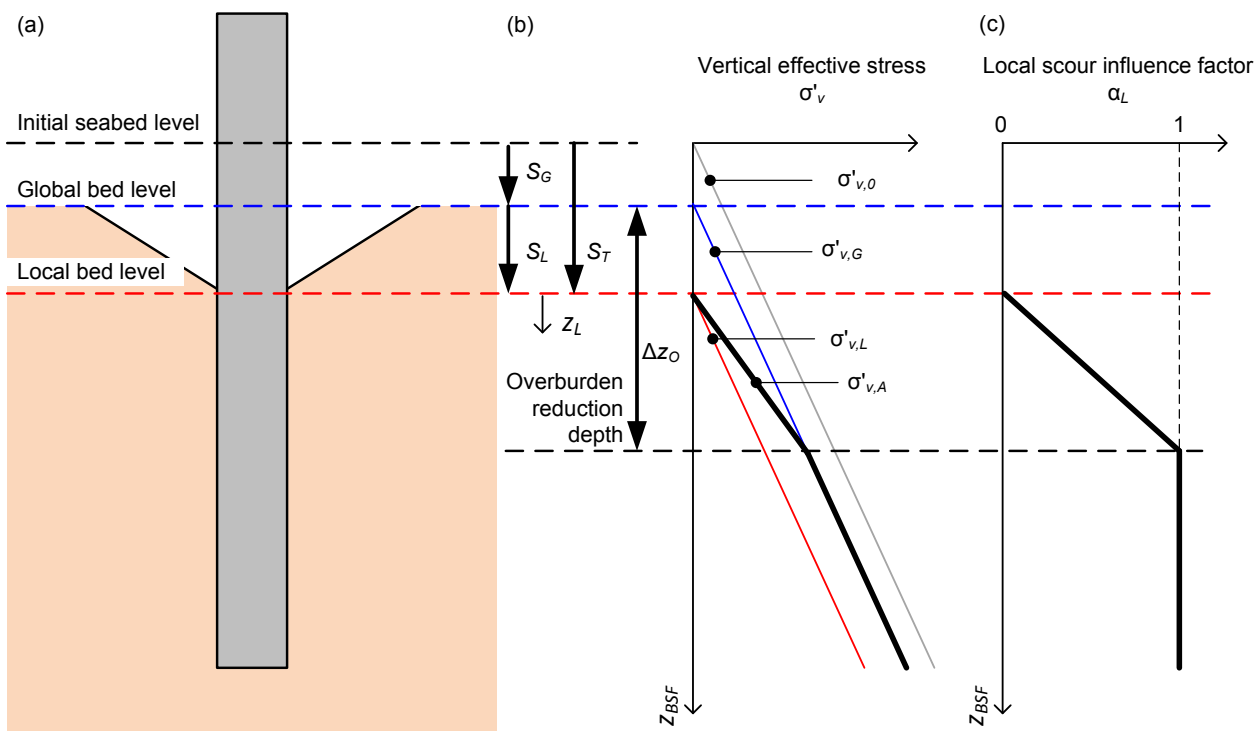 (a)
(b)
(c)
Vertical effective stress
σ'v
Local scour influence factor
αL
0
1
Initial seabed level
SG
σ'v,0
Global bed level
SL
ST
σ'v,G
Local bed level
zL
σ'v,L
ΔzO
σ'v,A
Overburden
reduction
depth
zBSF
zBSF